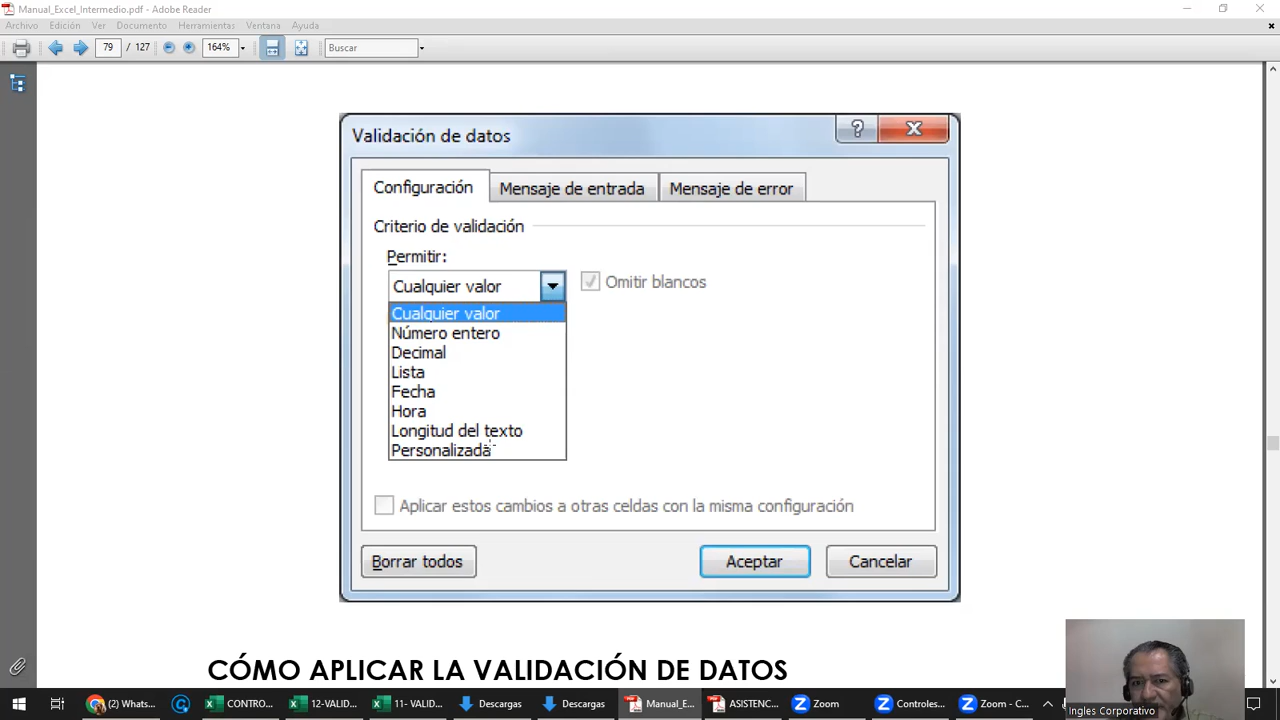 Manual_Excel_Intermedio.pdf - Adobe Reader
Archivo Edición Ver Documento Herramientas Ventana Ayuda
79 / 127 164% Buscar
Validación de datos
Configuración Mensaje de entrada Mensaje de error
Criterio de validación
Permitir:
Cualquier valor Omitir blancos
Cualquier valor
Número entero
Decimal
Lista
Fecha
Hora
Longitud del texto
Personalizada
Aplicar estos cambios a otras celdas con la misma configuración
Borrar todos Aceptar Cancelar
CÓMO APLICAR LA VALIDACIÓN DE DATOS
(2) Whats... CONTRO... 12-VALID... 11- VALID... Descargas Descargas Manual_E... ASISTENC... Zoom Controles... Zoom - C...
Ingles Corporativo